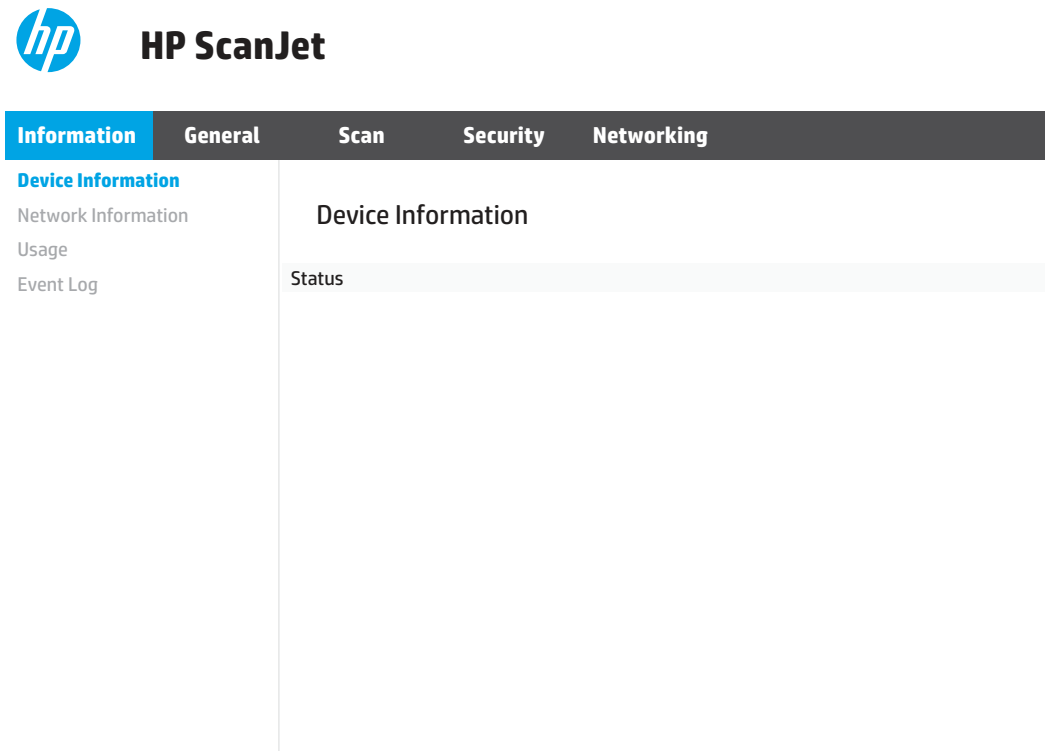 hp
HP ScanJet
Information General Scan Security Networking
Device Information
Network Information
Usage
Event Log
Device Information
Status